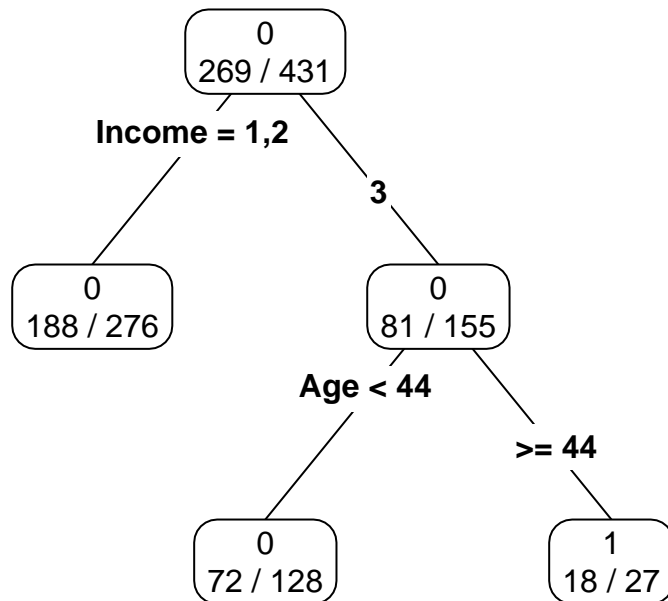 0
269 / 431
Income = 1,2
3
0
188 / 276
0
81 / 155
Age < 44
>= 44
0
72 / 128
1
18 / 27